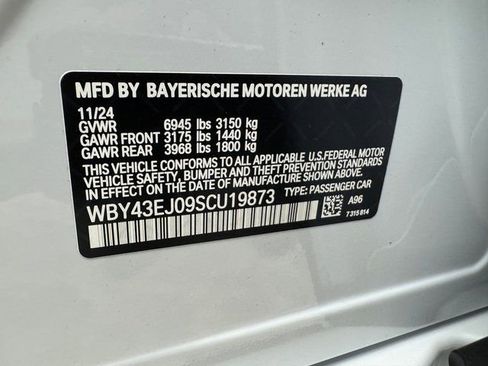 MFD BY BAYERISCHE MOTOREN WERKE AG
11/24
GVWR 6945 lbs 3150 kg
GAWR FRONT 3175 lbs 1440 kg
GAWR REAR 3968 lbs 1800 kg
THIS VEHICLE CONFORMS TO ALL APPLICABLE U.S.FEDERAL MOTOR
VEHICLE SAFETY, BUMPER, AND THEFT PREVENTION STANDARDS
IN EFFECT ON THE DATE OF MANUFACTURE SHOWN ABOVE.
WBY43EJ09SCU19873 TYPE: PASSENGER CAR
A96
7 315 814